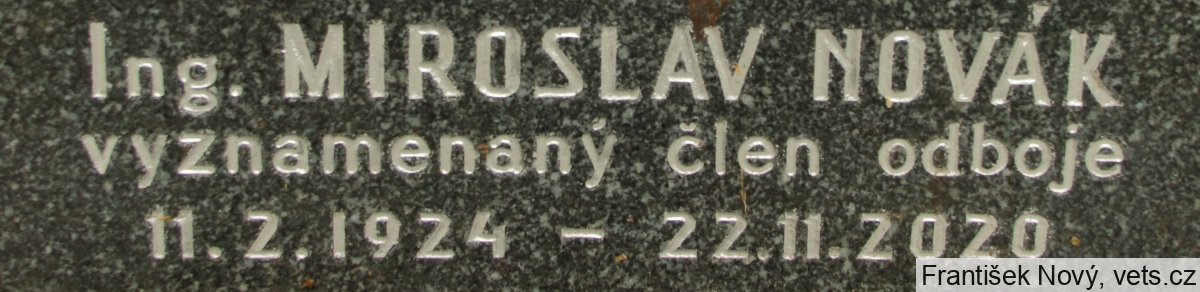 Ing. MIROSLAV NOVÁK
vyznamenaný člen odboje
11. 2. 1924 – 22.11.2020
František Nový, vets.cz